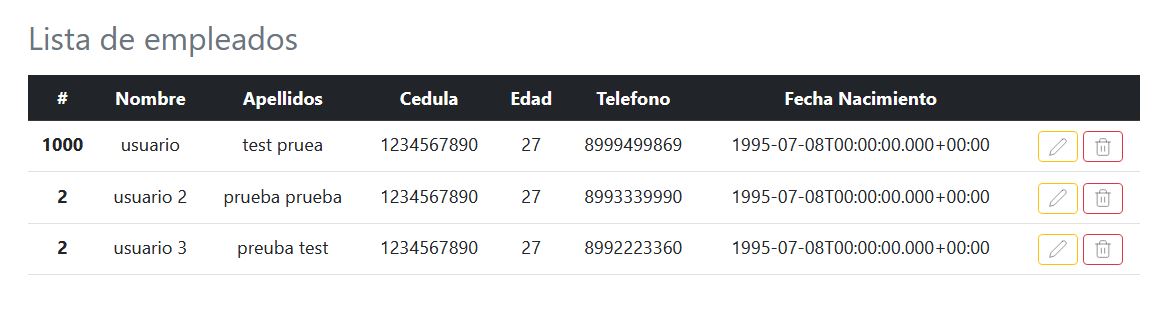 Lista de empleados
# Nombre Apellidos Cedula Edad Telefono Fecha Nacimiento
1000 usuario test pruea 1234567890 27 8999499869 1995-07-08T00:00:00.000+00:00
2 usuario 2 prueba prueba 1234567890 27 8993339990 1995-07-08T00:00:00.000+00:00
2 usuario 3 preuba test 1234567890 27 8992223360 1995-07-08T00:00:00.000+00:00